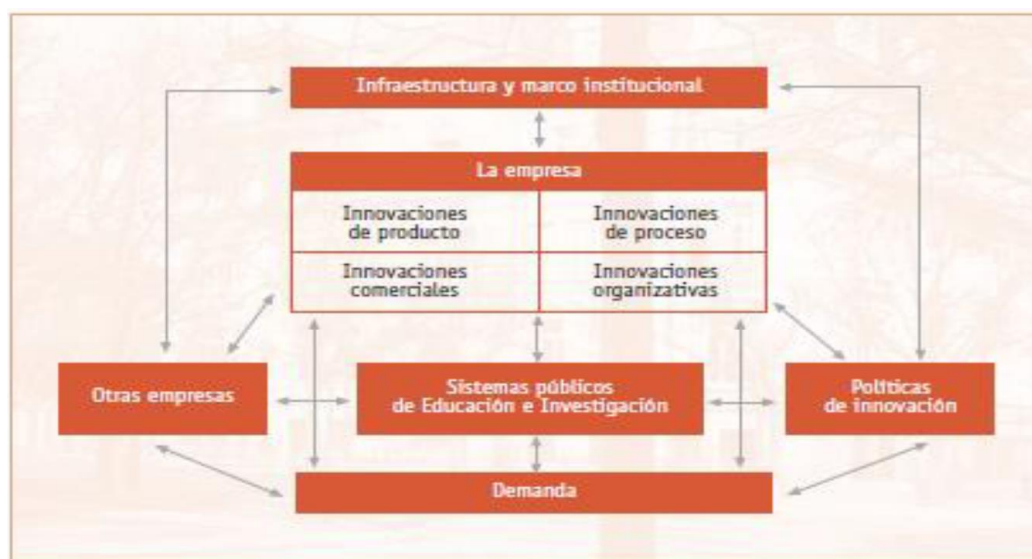 Infraestructura y marco institucional
La empresa
Innovaciones
de producto
Innovaciones
de proceso
Innovaciones
comerciales
Innovaciones
organizativas
Otras empresas
Sistemas públicos
de Educación e Investigación
Políticas
de innovación
Demanda